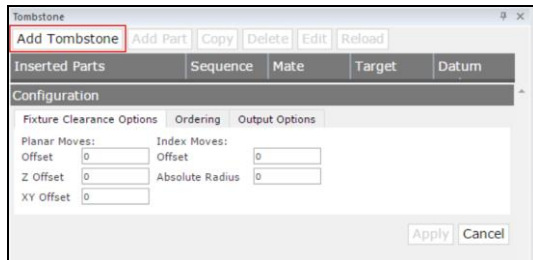 Tombstone
Add Tombstone Add Part Copy Delete Edit Reload
Inserted Parts Sequence Mate Target Datum
Configuration
Fixture Clearance Options Ordering Output Options
Planar Moves: Index Moves:
Offset 0 Offset 0
Z Offset 0 Absolute Radius 0
XY Offset 0
Apply Cancel